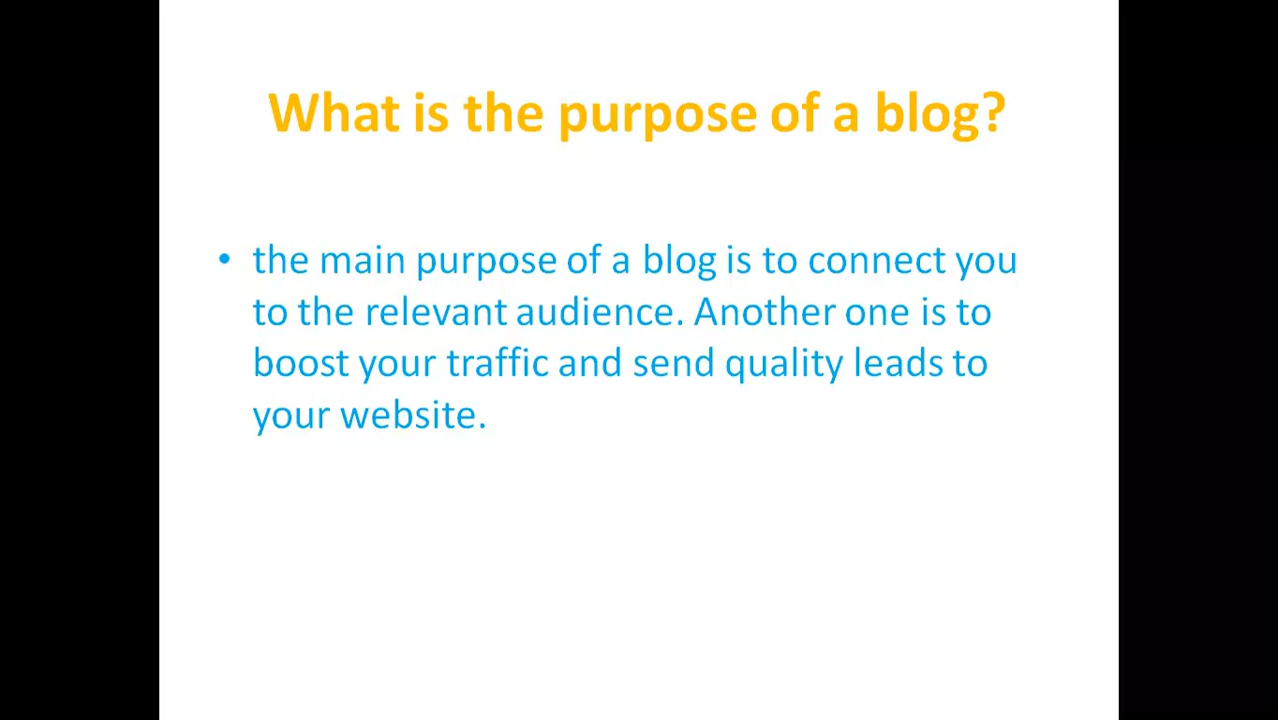 What is the purpose of a blog?
• the main purpose of a blog is to connect you
to the relevant audience. Another one is to
boost your traffic and send quality leads to
your website.